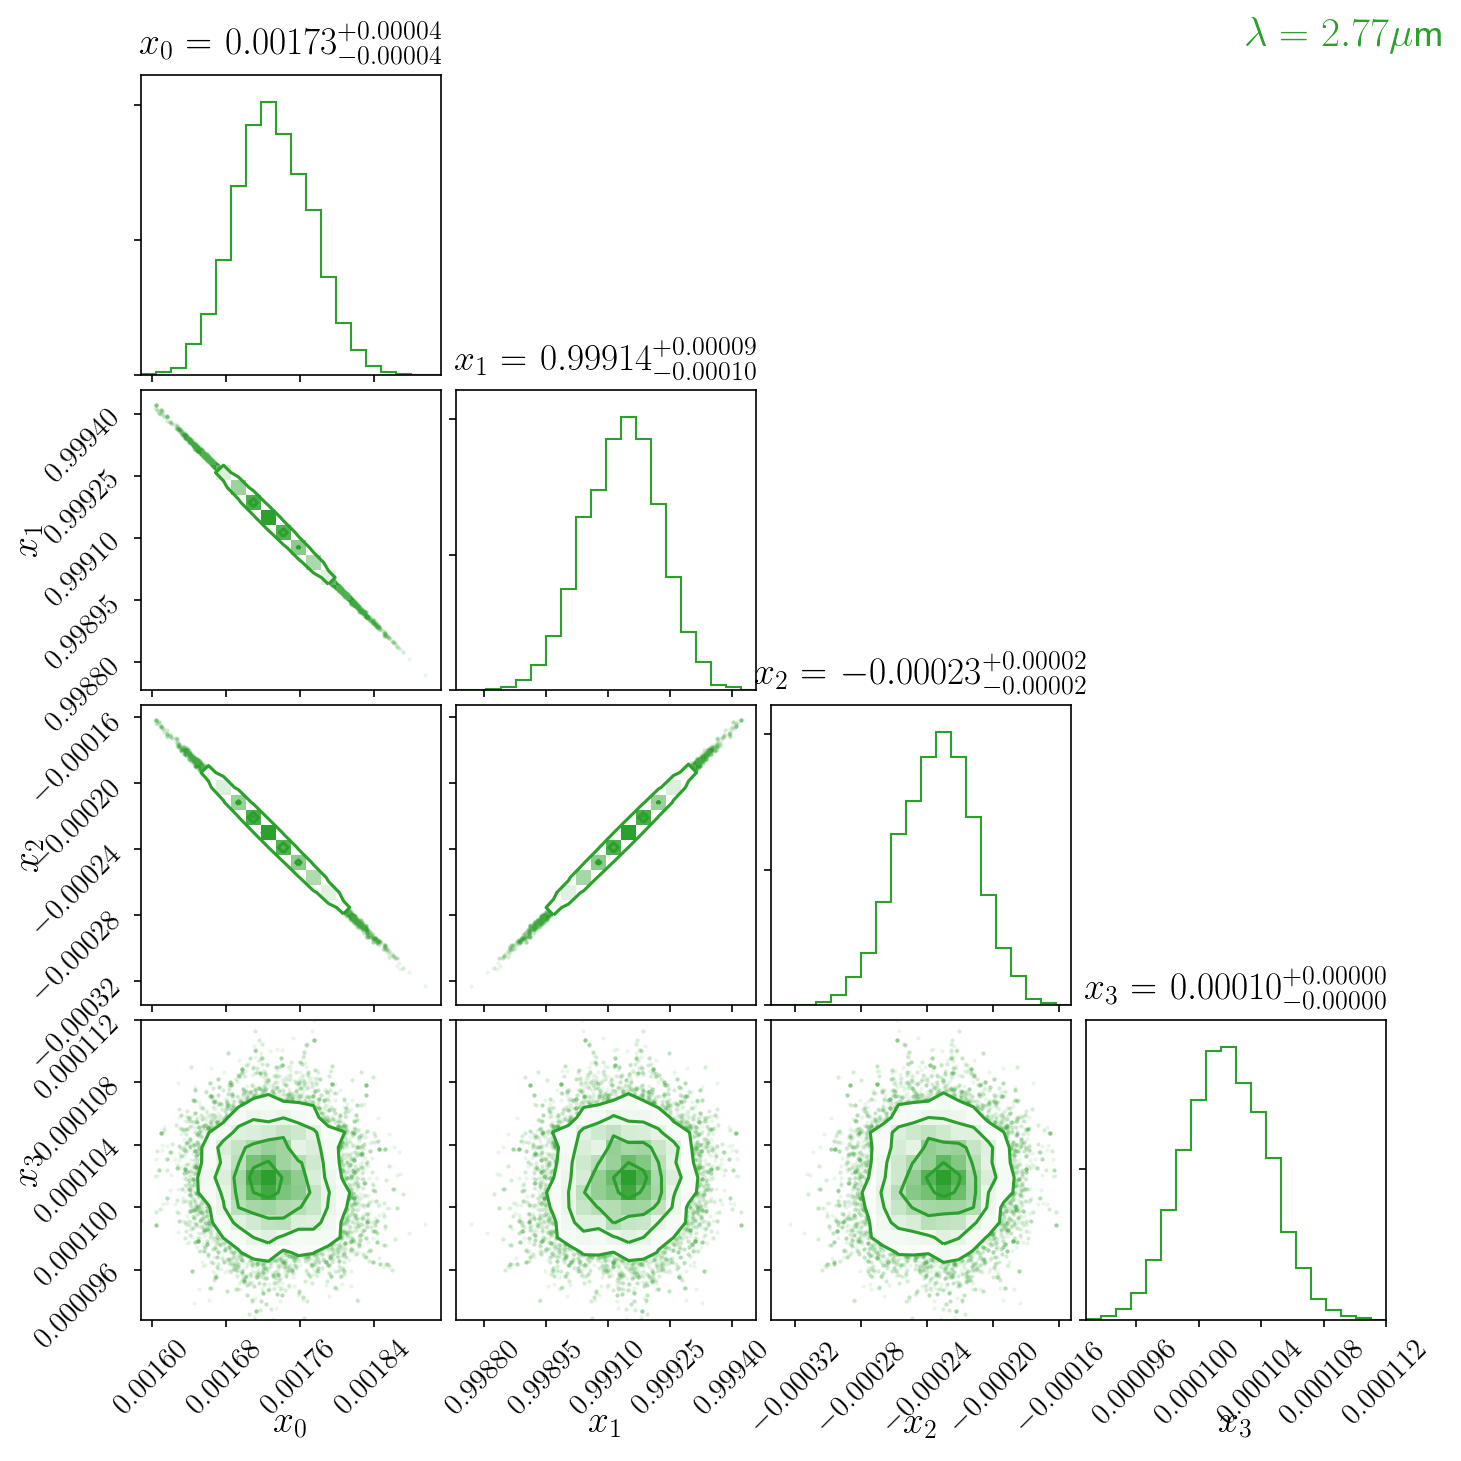 λ = 2.77μm
x₀ = 0.00173⁺⁰·⁰⁰⁰⁰⁴₋₀.₀₀₀₀₄
x₁ = 0.99914⁺⁰·⁰⁰⁰⁰⁹₋₀.₀₀₀₁₀
0.99940
0.99925
0.99910
0.99895
0.99880
x₁
x₂ = −0.00023⁺⁰·⁰⁰⁰⁰²₋₀.₀₀₀₀₂
−0.00016
−0.00020
−0.00024
−0.00028
−0.00032
x₂
x₃ = 0.00010⁺⁰·⁰⁰⁰⁰⁰₋₀.₀₀₀₀₀
0.000112
0.000108
0.000104
0.000100
0.000096
x₃
0.00160 0.00168 0.00176 0.00184
0.99880 0.99895 0.99910 0.99925 0.99940
−0.00032 −0.00028 −0.00024 −0.00020 −0.00016
0.000096 0.000100 0.000104 0.000108 0.000112
x₀ x₁ x₂ x₃